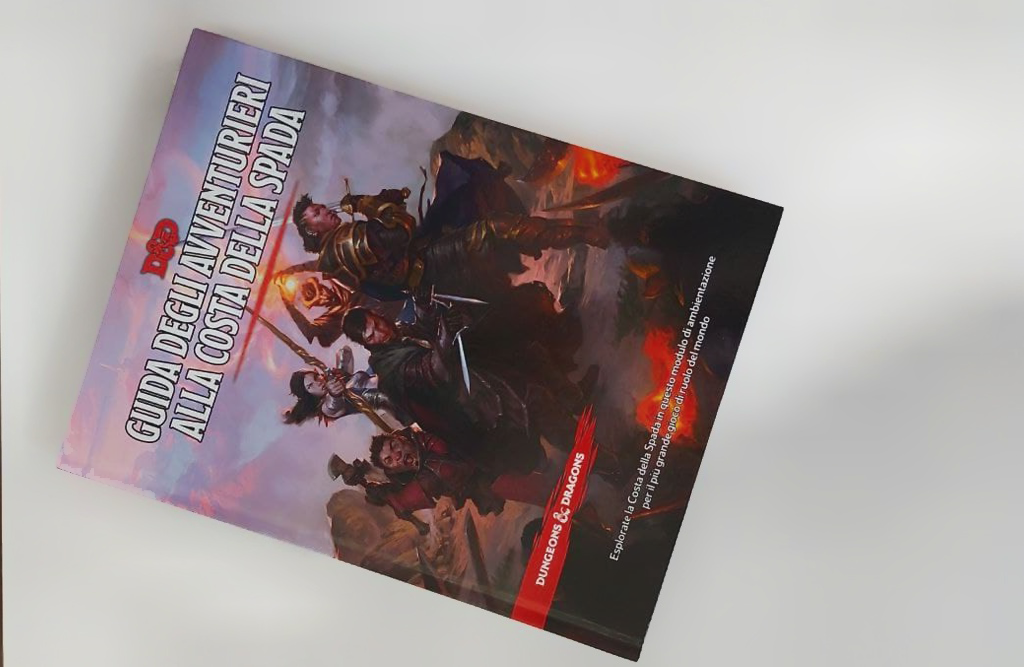 D&D
GUIDA DEGLI AVVENTURIERI
ALLA COSTA DELLA SPADA
DUNGEONS & DRAGONS
Esplorate la Costa della Spada in questo modulo di ambientazione
per il più grande gioco di ruolo del mondo